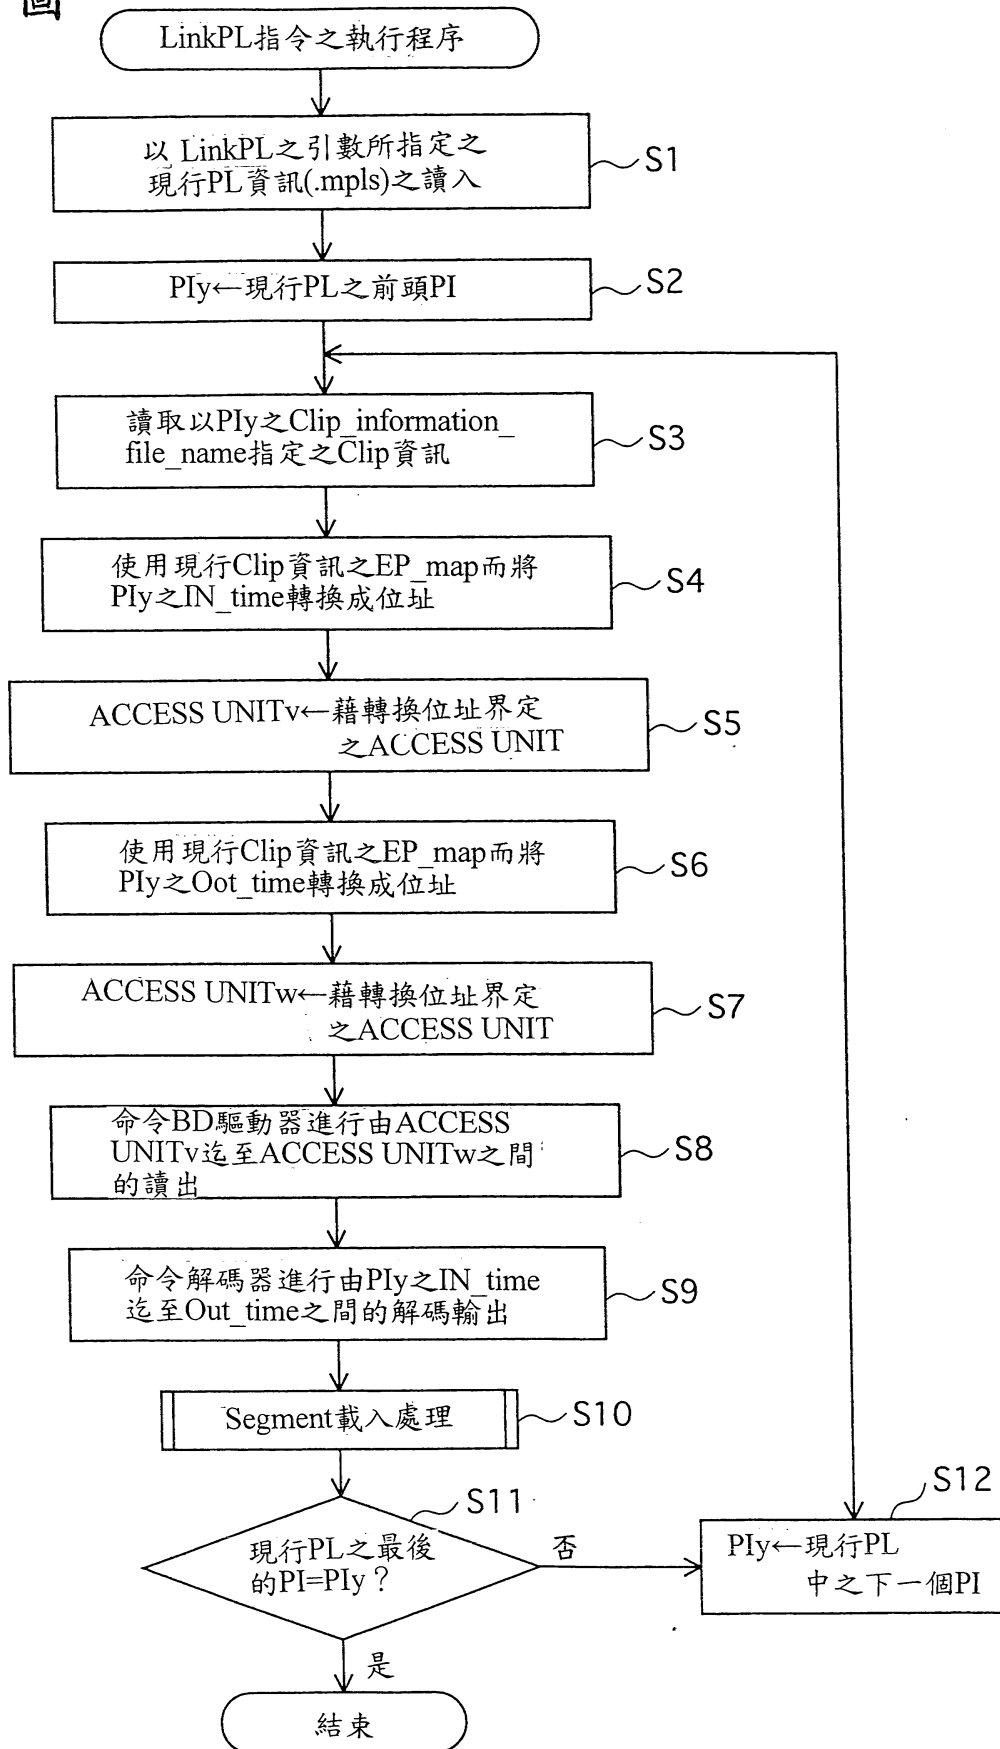 圖
LinkPL指令之執行程序
以 LinkPL之引數所指定之
現行PL資訊(.mpls)之讀入
S1
PIy←現行PL之前頭PI
S2
讀取以PIy之Clip_information_
file_name指定之Clip資訊
S3
使用現行Clip資訊之EP_map而將
PIy之IN_time轉換成位址
S4
ACCESS UNITv←藉轉換位址界定
之ACCESS UNIT
S5
使用現行Clip資訊之EP_map而將
PIy之Oot_time轉換成位址
S6
ACCESS UNITw←藉轉換位址界定
之ACCESS UNIT
S7
命令BD驅動器進行由ACCESS
UNITv迄至ACCESS UNITw之間
的讀出
S8
命令解碼器進行由PIy之IN_time
迄至Out_time之間的解碼輸出
S9
Segment載入處理
S10
現行PL之最後
的PI=PIy？
S11
否
PIy←現行PL
中之下一個PI
S12
是
結束